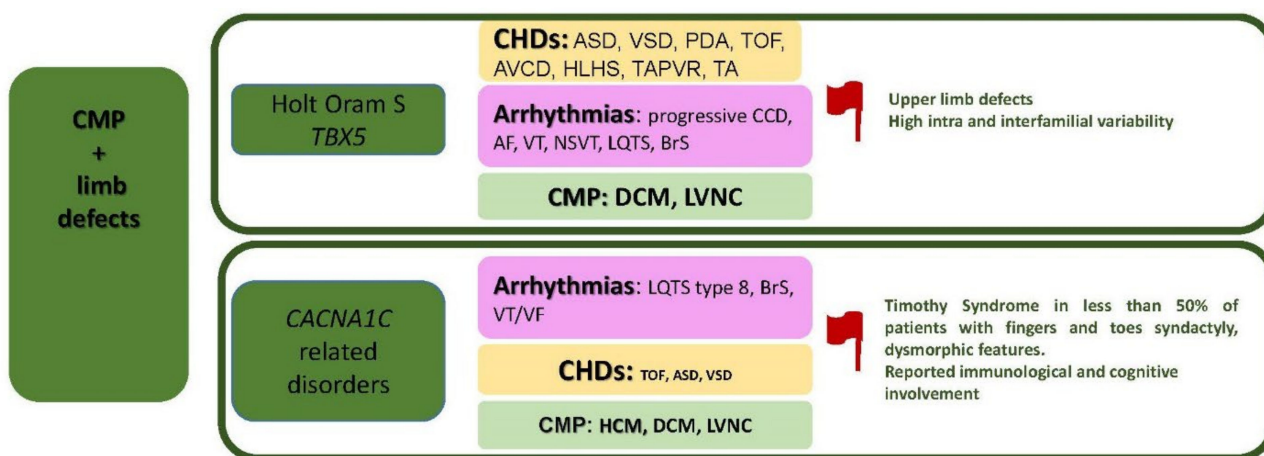 CMP
+
limb
defects
Holt Oram S
TBX5
CHDs: ASD, VSD, PDA, TOF,
AVCD, HLHS, TAPVR, TA
Arrhythmias: progressive CCD,
AF, VT, NSVT, LQTS, BrS
CMP: DCM, LVNC
Upper limb defects
High intra and interfamilial variability
CACNA1C
related
disorders
Arrhythmias: LQTS type 8, BrS,
VT/VF
CHDs: TOF, ASD, VSD
CMP: HCM, DCM, LVNC
Timothy Syndrome in less than 50% of
patients with fingers and toes syndactyly,
dysmorphic features.
Reported immunological and cognitive
involvement